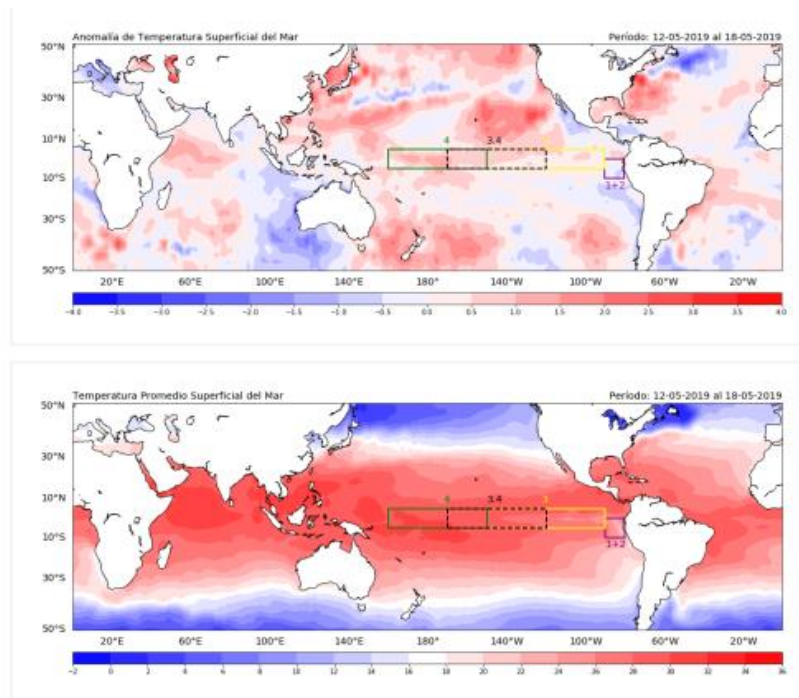 Anomalía de Temperatura Superficial del Mar Período: 12-05-2019 al 18-05-2019
50°N
30°N
10°N
10°S
30°S
50°S
4 3.4 3
1+2
20°E 60°E 100°E 140°E 180° 140°W 100°W 60°W 20°W
-4.0 -3.5 -3.0 -2.5 -2.0 -1.5 -1.0 -0.5 0.0 0.5 1.0 1.5 2.0 2.5 3.0 3.5 4.0
Temperatura Promedio Superficial del Mar Período: 12-05-2019 al 18-05-2019
50°N
30°N
10°N
10°S
30°S
50°S
4 3.4 3
1+2
20°E 60°E 100°E 140°E 180° 140°W 100°W 60°W 20°W
-2 0 2 4 6 8 10 12 14 16 18 20 22 24 26 28 30 32 34 36